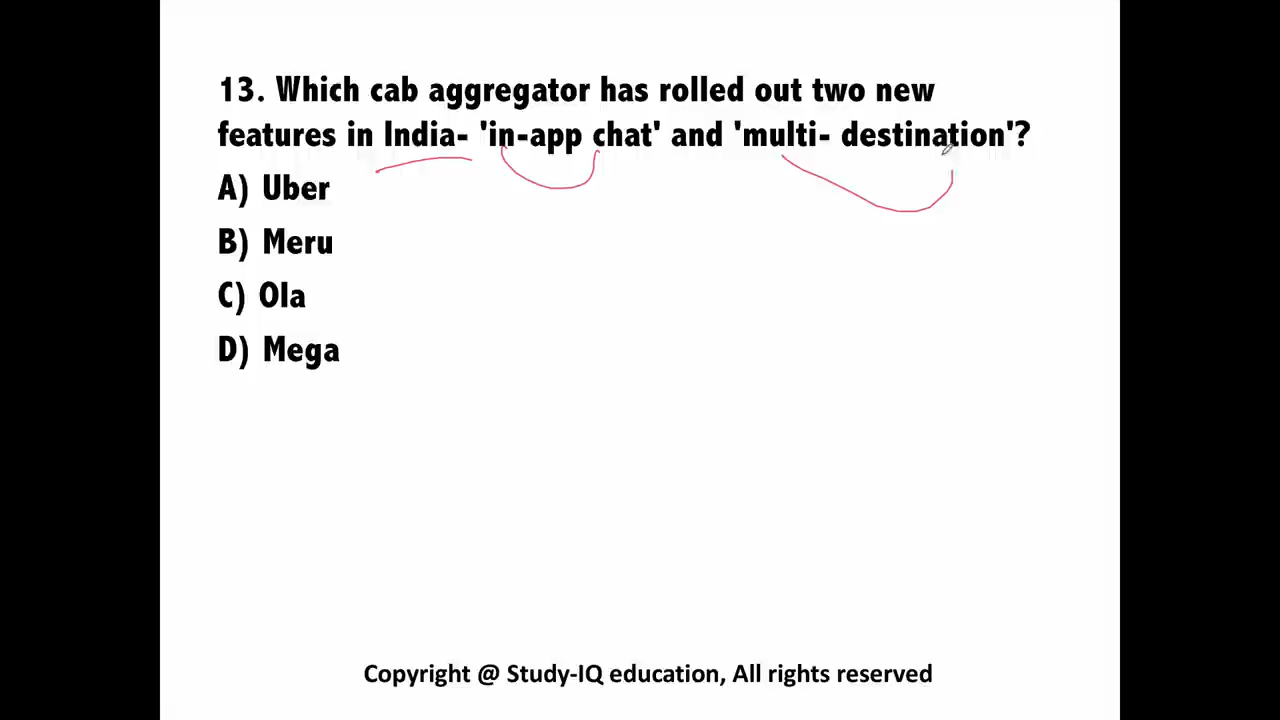 13. Which cab aggregator has rolled out two new
features in India- 'in-app chat' and 'multi- destination'?
A) Uber
B) Meru
C) Ola
D) Mega
Copyright @ Study-IQ education, All rights reserved